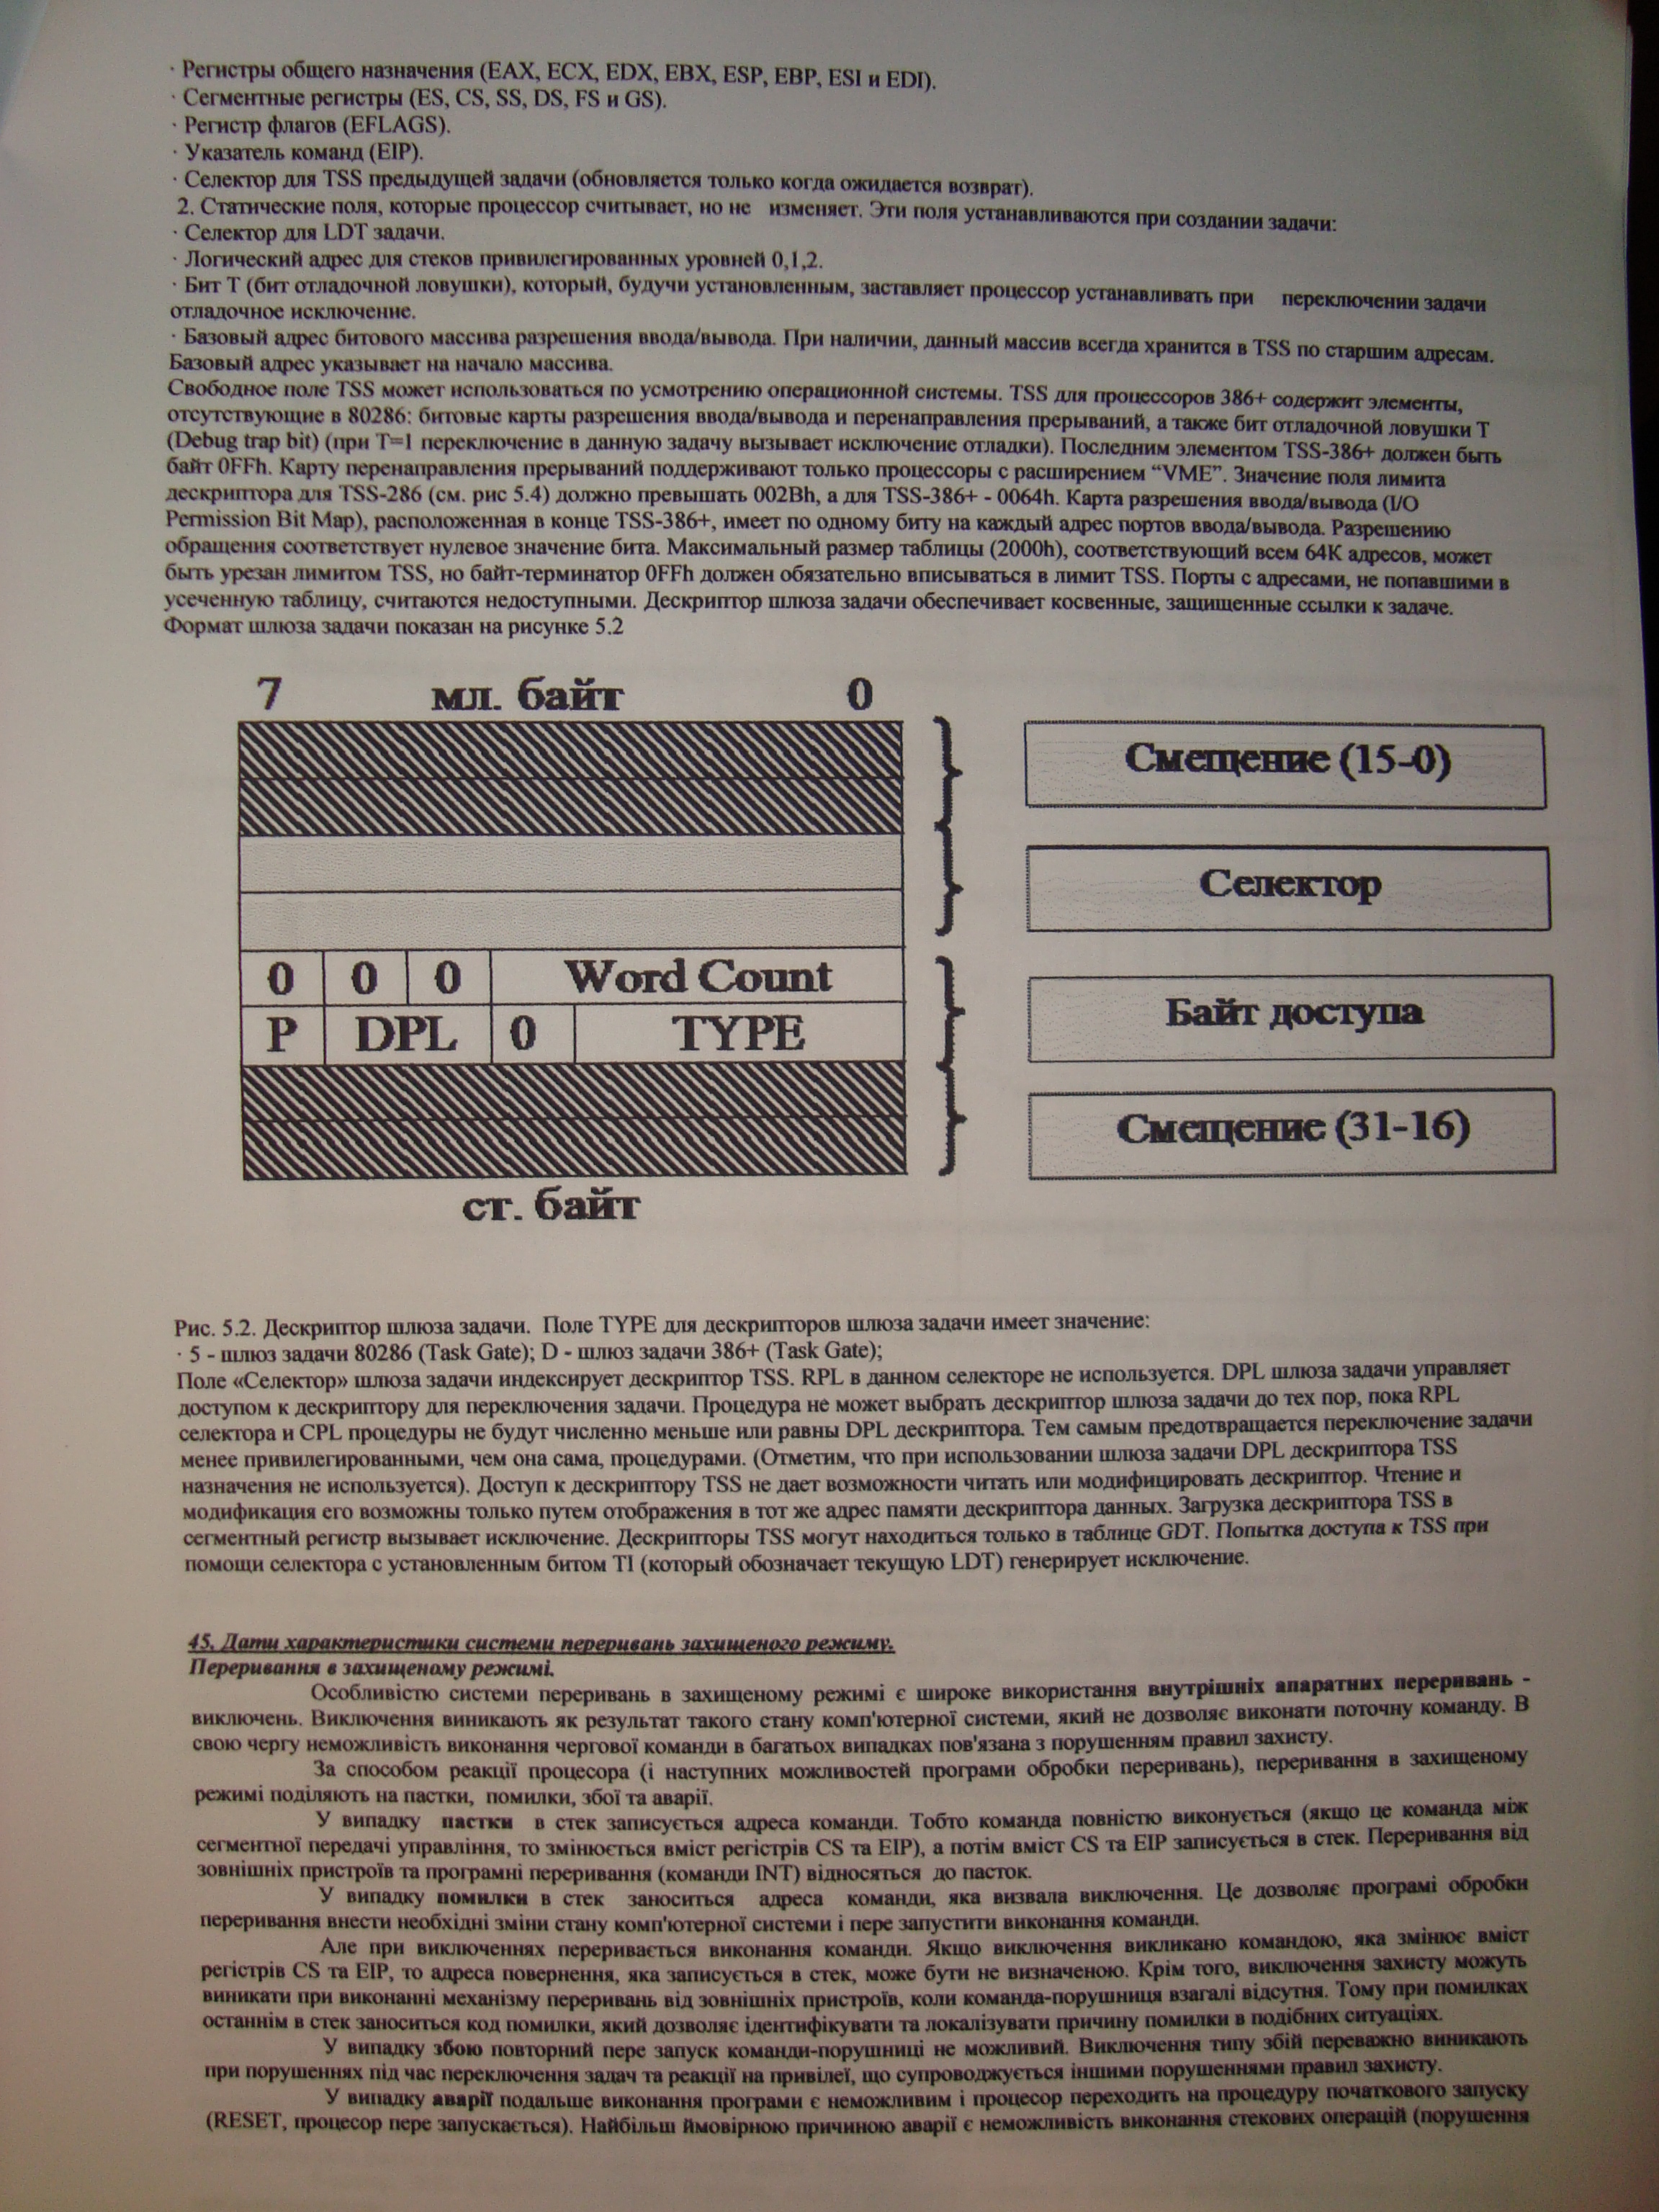 · Регистры общего назначения (EAX, ECX, EDX, EBX, ESP, EBP, ESI и EDI).
· Сегментные регистры (ES, CS, SS, DS, FS и GS).
· Регистр флагов (EFLAGS).
· Указатель команд (EIP).
· Селектор для TSS предыдущей задачи (обновляется только когда ожидается возврат).
2. Статические поля, которые процессор считывает, но не изменяет. Эти поля устанавливаются при создании задачи:
· Селектор для LDT задачи.
· Логический адрес для стеков привилегированных уровней 0,1,2.
· Бит T (бит отладочной ловушки), который, будучи установленным, заставляет процессор устанавливать при переключении задачи
отладочное исключение.
· Базовый адрес битового массива разрешения ввода/вывода. При наличии, данный массив всегда хранится в TSS по старшим адресам.
Базовый адрес указывает на начало массива.
Свободное поле TSS может использоваться по усмотрению операционной системы. TSS для процессоров 386+ содержит элементы,
отсутствующие в 80286: битовые карты разрешения ввода/вывода и перенаправления прерываний, а также бит отладочной ловушки T
(Debug trap bit) (при T=1 переключение в данную задачу вызывает исключение отладки). Последним элементом TSS-386+ должен быть
байт 0FFh. Карту перенаправления прерываний поддерживают только процессоры с расширением “VME”. Значение поля лимита
дескриптора для TSS-286 (см. рис 5.4) должно превышать 002Bh, а для TSS-386+ - 0064h. Карта разрешения ввода/вывода (I/O
Permission Bit Map), расположенная в конце TSS-386+, имеет по одному биту на каждый адрес портов ввода/вывода. Разрешению
обращения соответствует нулевое значение бита. Максимальный размер таблицы (2000h), соответствующий всем 64K адресов, может
быть урезан лимитом TSS, но байт-терминатор 0FFh должен обязательно вписываться в лимит TSS. Порты с адресами, не попавшими в
усеченную таблицу, считаются недоступными. Дескриптор шлюза задачи обеспечивает косвенные, защищенные ссылки к задаче.
Формат шлюза задачи показан на рисунке 5.2
7 мл. байт 0
Смещение (15-0)
Селектор
0 0 0 Word Count
Байт доступа
P DPL 0 TYPE
Смещение (31-16)
ст. байт
Рис. 5.2. Дескриптор шлюза задачи. Поле TYPE для дескрипторов шлюза задачи имеет значение:
· 5 - шлюз задачи 80286 (Task Gate); D - шлюз задачи 386+ (Task Gate);
Поле «Селектор» шлюза задачи индексирует дескриптор TSS. RPL в данном селекторе не используется. DPL шлюза задачи управляет
доступом к дескриптору для переключения задачи. Процедура не может выбрать дескриптор шлюза задачи до тех пор, пока RPL
селектора и CPL процедуры не будут численно меньше или равны DPL дескриптора. Тем самым предотвращается переключение задачи
менее привилегированными, чем она сама, процедурами. (Отметим, что при использовании шлюза задачи DPL дескриптора TSS
назначения не используется). Доступ к дескриптору TSS не дает возможности читать или модифицировать дескриптор. Чтение и
модификация его возможны только путем отображения в тот же адрес памяти дескриптора данных. Загрузка дескриптора TSS в
сегментный регистр вызывает исключение. Дескрипторы TSS могут находиться только в таблице GDT. Попытка доступа к TSS при
помощи селектора с установленным битом TI (который обозначает текущую LDT) генерирует исключение.
45. Дати характеристики системи переривань захищеного режиму.
Переривання в захищеному режимі.
Особливістю системи переривань в захищеному режимі є широке використання внутрішніх апаратних переривань -
виключень. Виключення виникають як результат такого стану комп'ютерної системи, який не дозволяє виконати поточну команду. В
свою чергу неможливість виконання чергової команди в багатьох випадках пов'язана з порушенням правил захисту.
За способом реакції процесора (і наступних можливостей програми обробки переривань), переривання в захищеному
режимі поділяють на пастки, помилки, збої та аварії.
У випадку пастки в стек записується адреса команди. Тобто команда повністю виконується (якщо це команда між
сегментної передачі управління, то змінюється вміст регістрів CS та EIP), а потім вміст CS та EIP записується в стек. Переривання від
зовнішніх пристроїв та програмні переривання (команди INT) відносяться до пасток.
У випадку помилки в стек заноситься адреса команди, яка визвала виключення. Це дозволяє програмі обробки
переривання внести необхідні зміни стану комп'ютерної системи і пере запустити виконання команди.
Але при виключеннях переривається виконання команди. Якщо виключення викликано командою, яка змінює вміст
регістрів CS та EIP, то адреса повернення, яка записується в стек, може бути не визначеною. Крім того, виключення захисту можуть
виникати при виконанні механізму переривань від зовнішніх пристроїв, коли команда-порушниця взагалі відсутня. Тому при помилках
останнім в стек заноситься код помилки, який дозволяє ідентифікувати та локалізувати причину помилки в подібних ситуаціях.
У випадку збою повторний пере запуск команди-порушниці не можливий. Виключення типу збій переважно виникають
при порушеннях під час переключення задач та реакції на привілеї, що супроводжується іншими порушеннями правил захисту.
У випадку аварії подальше виконання програми є неможливим і процесор переходить на процедуру початкового запуску
(RESET, процесор пере запускається). Найбільш ймовірною причиною аварії є неможливість виконання стекових операцій (порушення